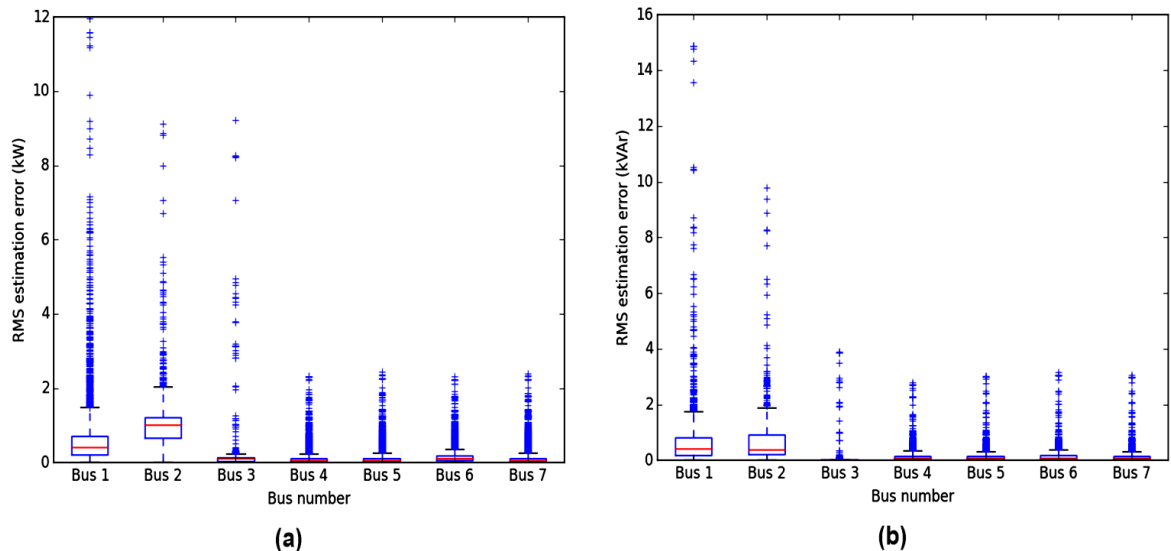 12
10
8
6
4
2
0
RMS estimation error (kW)
Bus 1 Bus 2 Bus 3 Bus 4 Bus 5 Bus 6 Bus 7
Bus number
(a)
16
14
12
10
8
6
4
2
0
RMS estimation error (kVAr)
Bus 1 Bus 2 Bus 3 Bus 4 Bus 5 Bus 6 Bus 7
Bus number
(b)